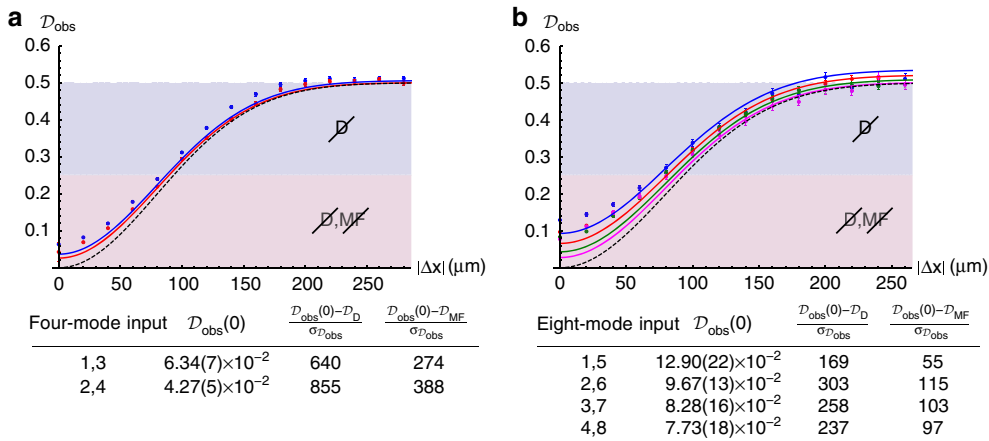 a
𝒟obs
0.6
0.5
0.4
0.3
0.2
0.1
D
D,MF
0 50 100 150 200 250
|Δx| (μm)
Four-mode input 𝒟obs(0) 𝒟obs(0)−𝒟D / σ𝒟obs 𝒟obs(0)−𝒟MF / σ𝒟obs
1,3 6.34(7)×10⁻² 640 274
2,4 4.27(5)×10⁻² 855 388
b
𝒟obs
0.6
0.5
0.4
0.3
0.2
0.1
D
D,MF
0 50 100 150 200 250
|Δx| (μm)
Eight-mode input 𝒟obs(0) 𝒟obs(0)−𝒟D / σ𝒟obs 𝒟obs(0)−𝒟MF / σ𝒟obs
1,5 12.90(22)×10⁻² 169 55
2,6 9.67(13)×10⁻² 303 115
3,7 8.28(16)×10⁻² 258 103
4,8 7.73(18)×10⁻² 237 97